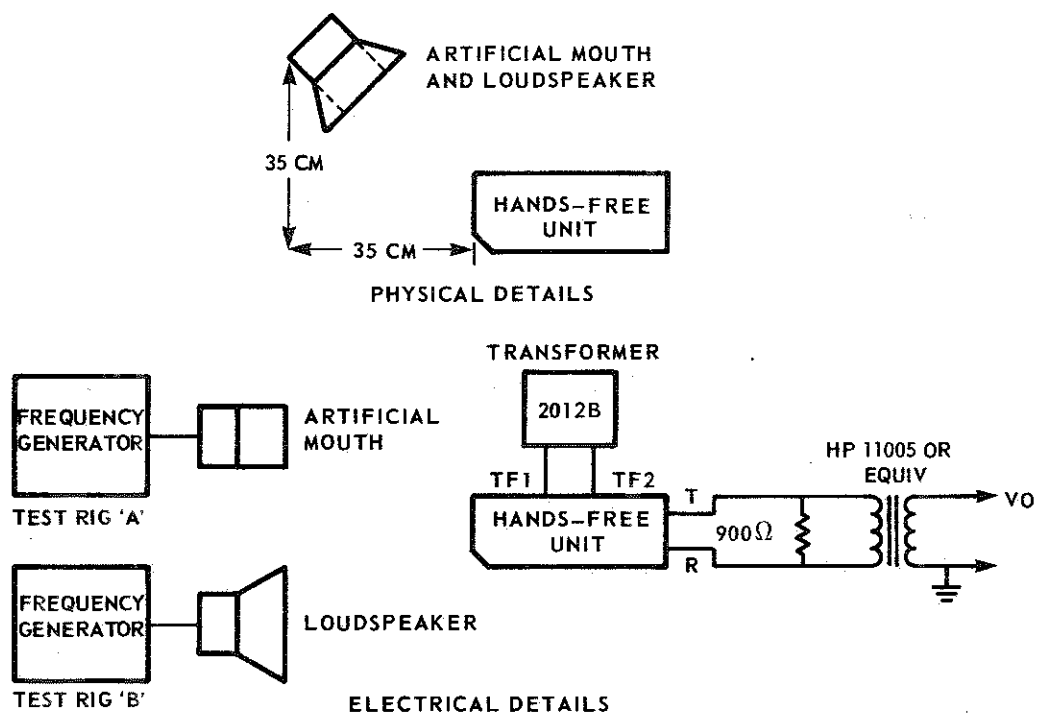 ARTIFICIAL MOUTH
AND LOUDSPEAKER
35 CM
HANDS-FREE
UNIT
35 CM
PHYSICAL DETAILS
TRANSFORMER
2012B
FREQUENCY
GENERATOR
ARTIFICIAL
MOUTH
TEST RIG 'A'
TF1
TF2
HANDS-FREE
UNIT
T
R
900Ω
HP 11005 OR
EQUIV
VO
FREQUENCY
GENERATOR
LOUDSPEAKER
TEST RIG 'B'
ELECTRICAL DETAILS